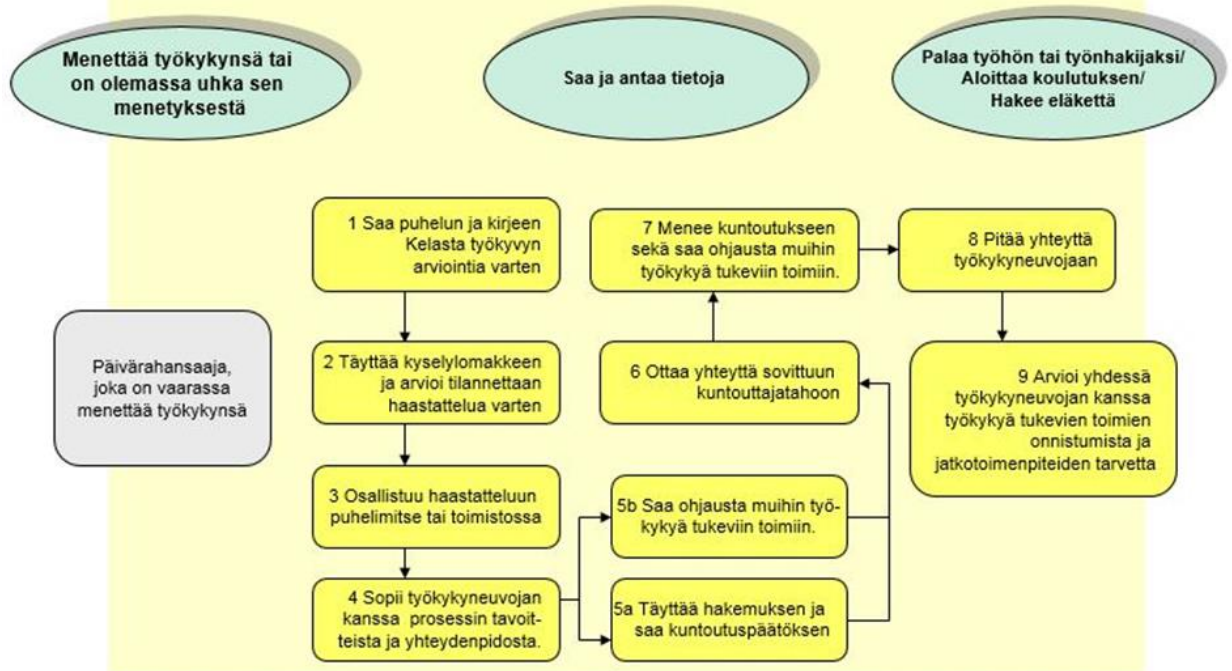 Menettää työkykynsä tai
on olemassa uhka sen
menetyksestä
Saa ja antaa tietoja
Palaa työhön tai työnhakijaksi/
Aloittaa koulutuksen/
Hakee eläkettä
Päivärahansaaja,
joka on vaarassa
menettää työkykynsä
1 Saa puhelun ja kirjeen
Kelasta työkyvyn
arviointia varten
2 Täyttää kyselylomakkeen
ja arvioi tilannettaan
haastattelua varten
3 Osallistuu haastatteluun
puhelimitse tai toimistossa
4 Sopii työkykyneuvojan
kanssa prosessin tavoit-
teista ja yhteydenpidosta.
5a Täyttää hakemuksen ja
saa kuntoutuspäätöksen
5b Saa ohjausta muihin työ-
kykyä tukeviin toimiin.
6 Ottaa yhteyttä sovittuun
kuntouttajatahoon
7 Menee kuntoutukseen
sekä saa ohjausta muihin
työkykyä tukeviin toimiin.
8 Pitää yhteyttä
työkykyneuvojaan
9 Arvioi yhdessä
työkykyneuvojan kanssa
työkykyä tukevien toimien
onnistumista ja
jatkotoimenpiteiden tarvetta